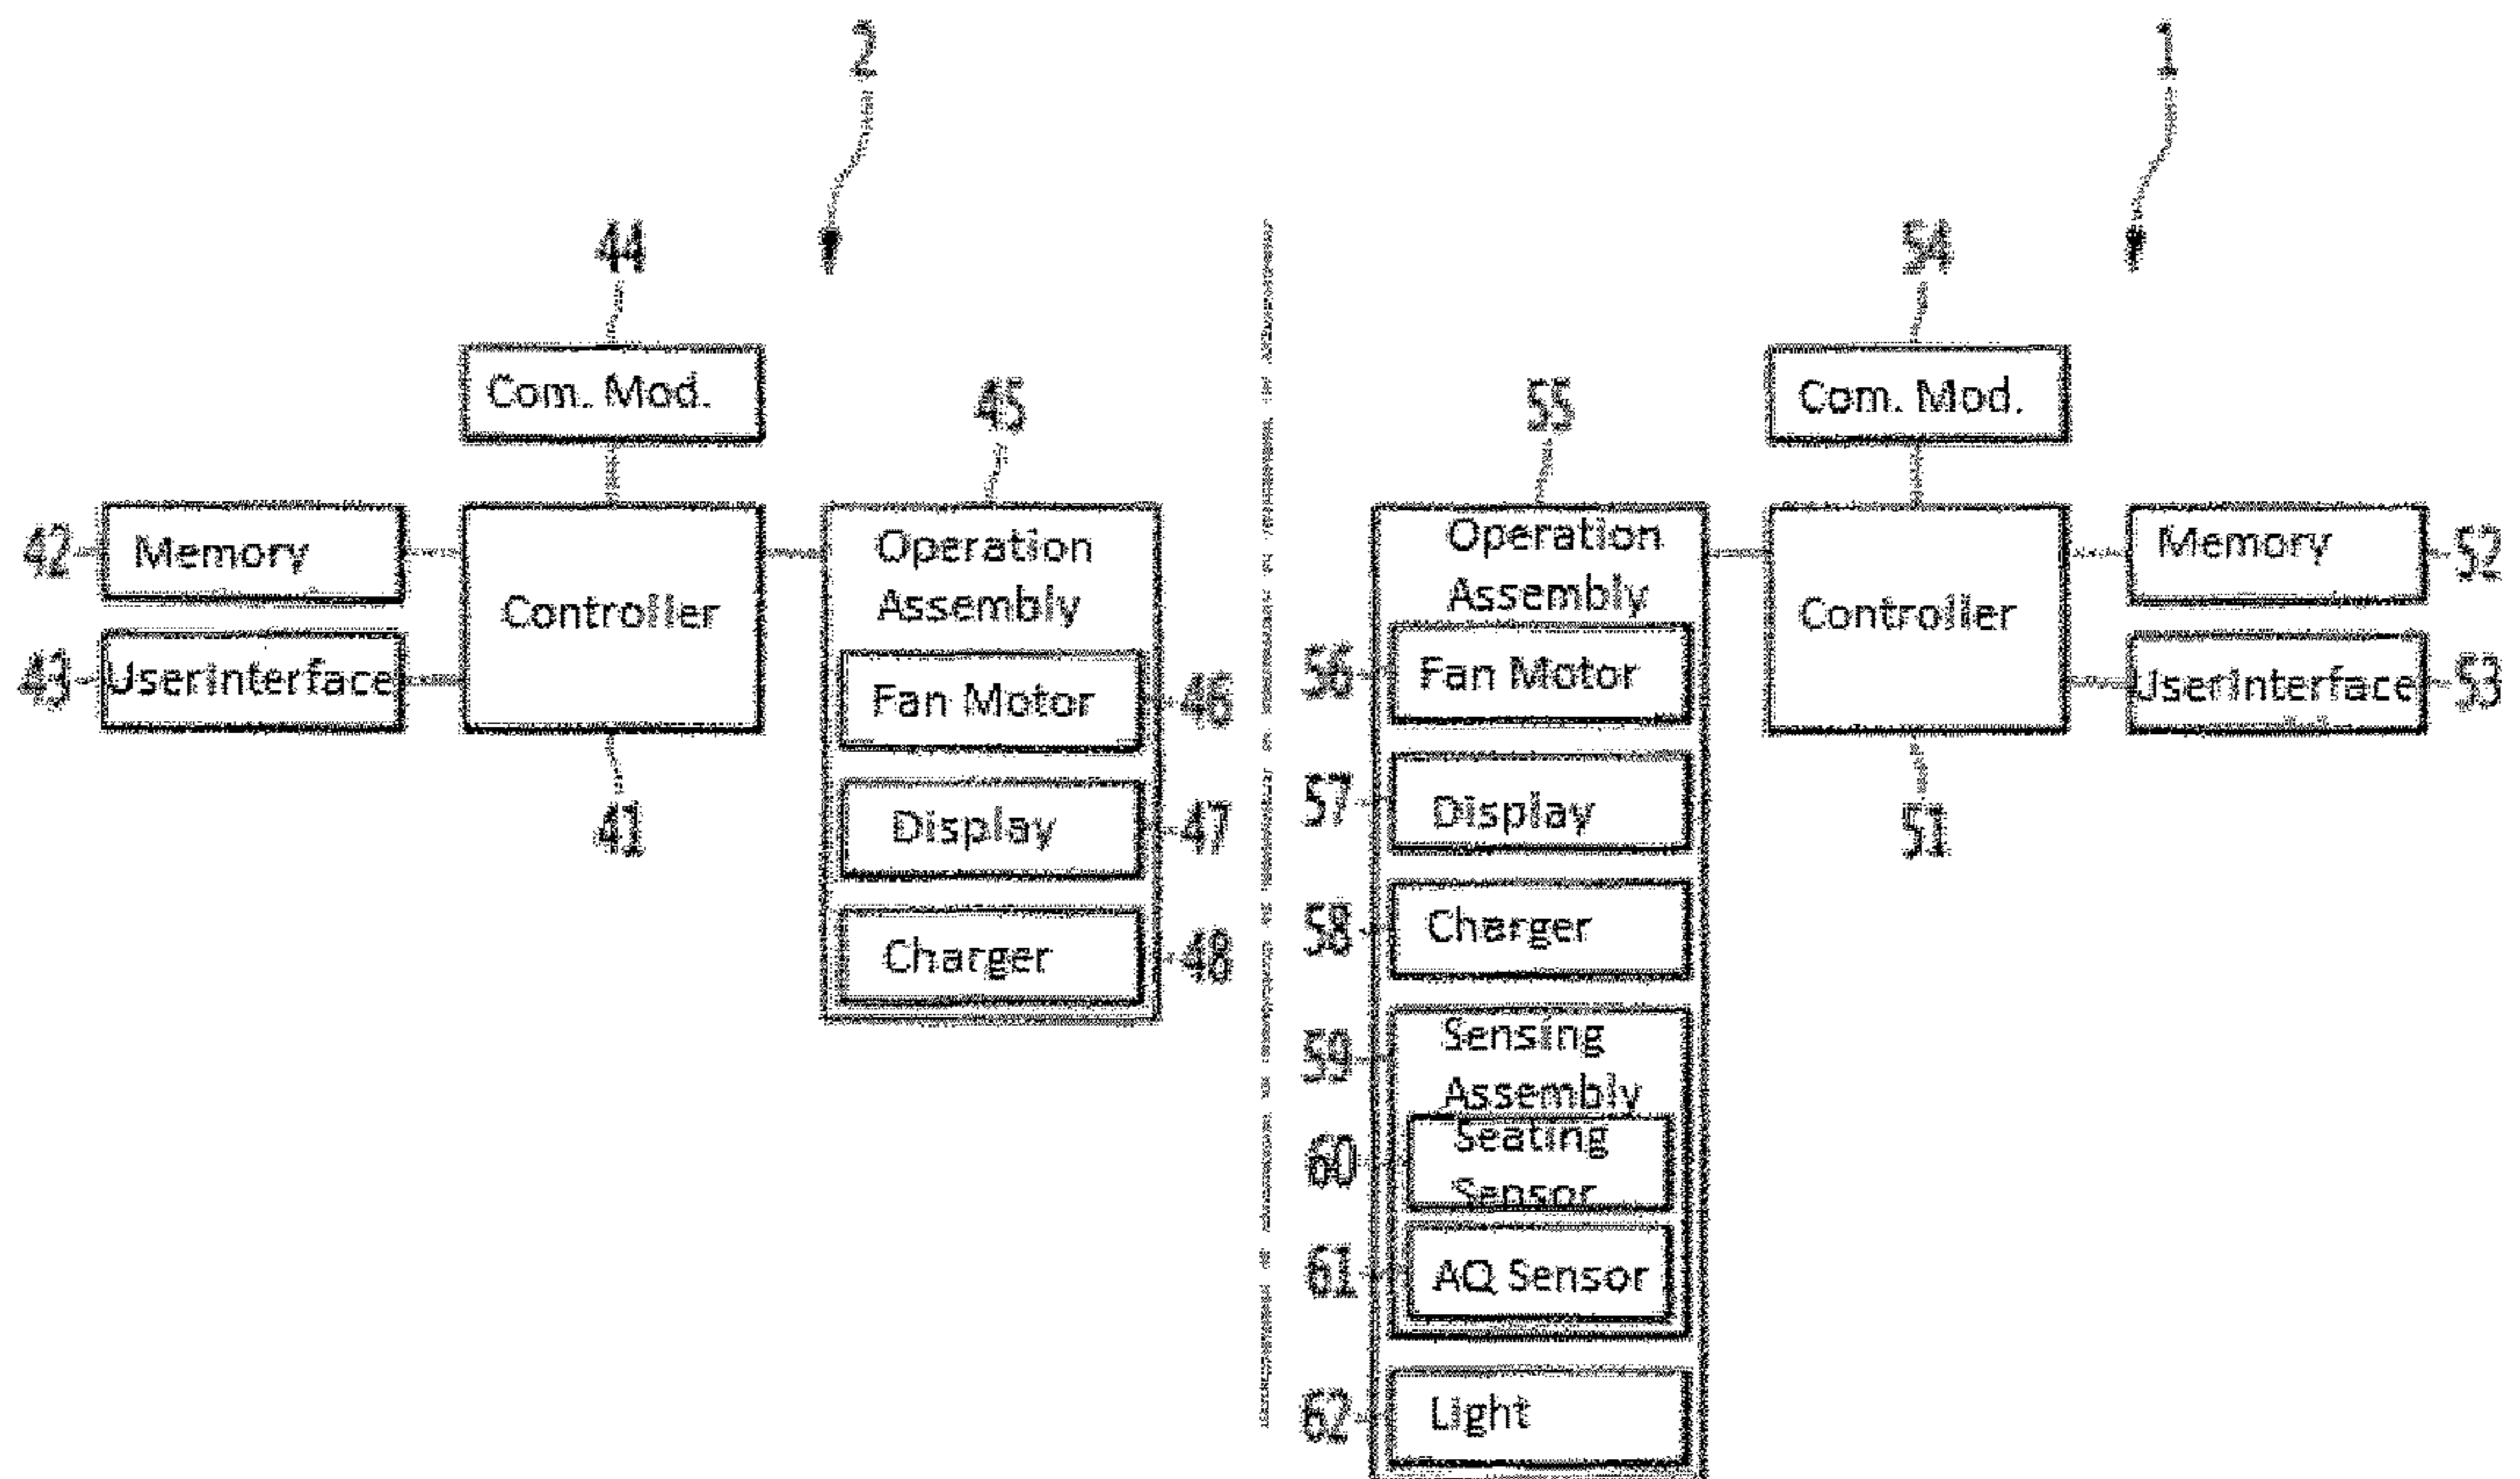 2
1
44
54
Com. Mod.
Com. Mod.
45
55
42
Memory
Controller
Operation
Assembly
43
UserInterface
41
Fan Motor
46
Display
47
Charger
48
Operation
Assembly
Controller
Memory
52
UserInterface
53
51
56
Fan Motor
57
Display
58
Charger
59
Sensing
Assembly
60
Seating
Sensor
61
AQ Sensor
62
Light